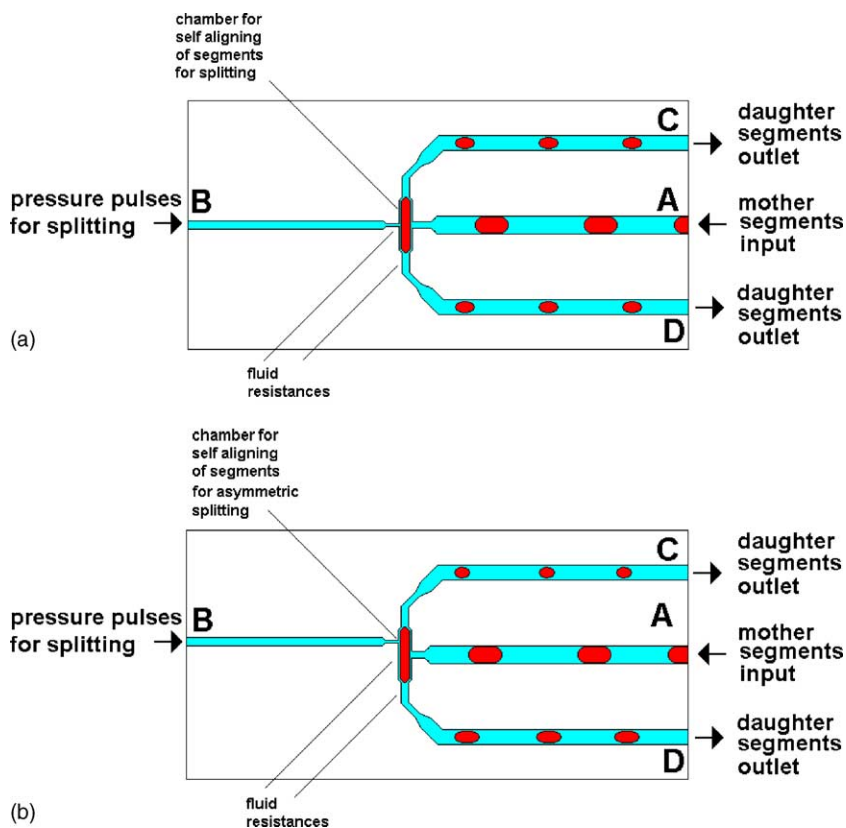 chamber for
self aligning
of segments
for splitting
C
daughter
segments
outlet
pressure pulses
for splitting
B
A
mother
segments
input
daughter
segments
outlet
D
(a)
fluid
resistances
chamber for
self aligning
of segments
for asymmetric
splitting
C
daughter
segments
outlet
pressure pulses
for splitting
B
A
mother
segments
input
daughter
segments
outlet
D
(b)
fluid
resistances